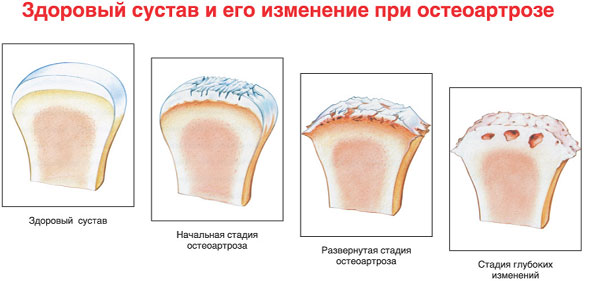 Здоровый сустав и его изменение при остеоартрозе
Здоровый сустав
Начальная стадия
остеоартроза
Развернутая стадия
остеоартроза
Стадия глубоких
изменений